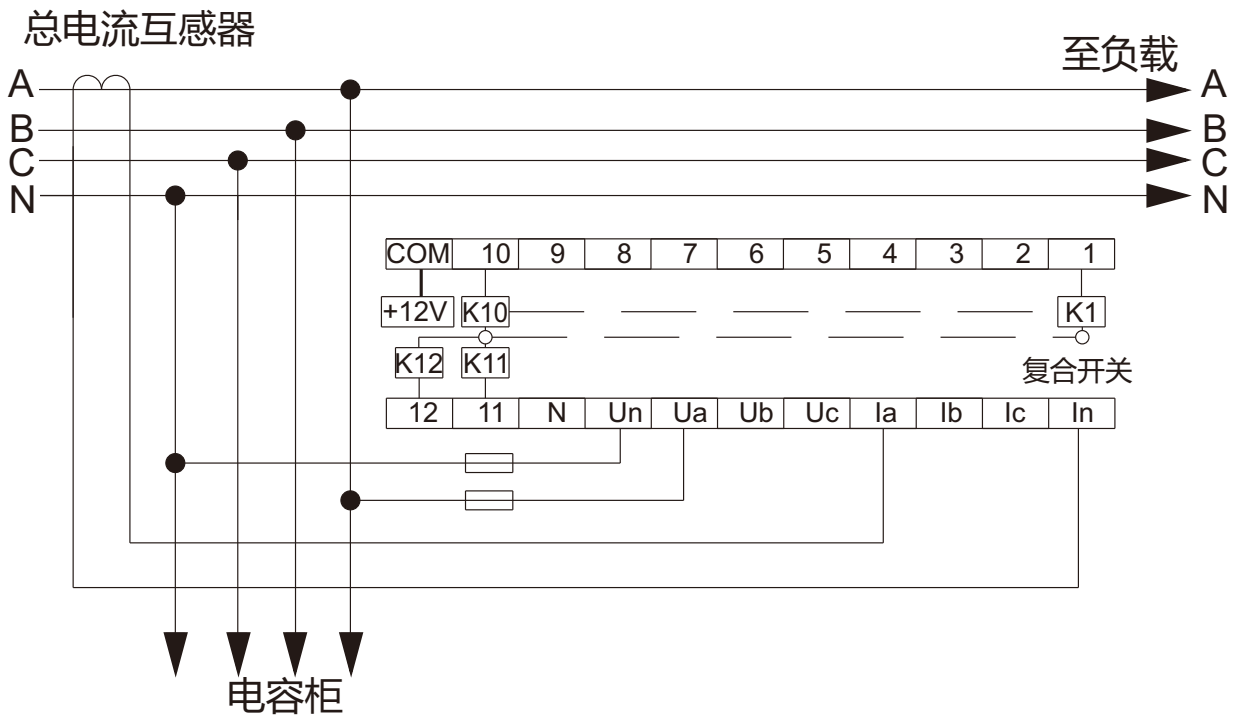 总电流互感器
至负载
A A
B B
C C
N N
COM 10 9 8 7 6 5 4 3 2 1
+12V K10 K1
K12 K11
复合开关
12 11 N Un Ua Ub Uc Ia Ib Ic In
电容柜